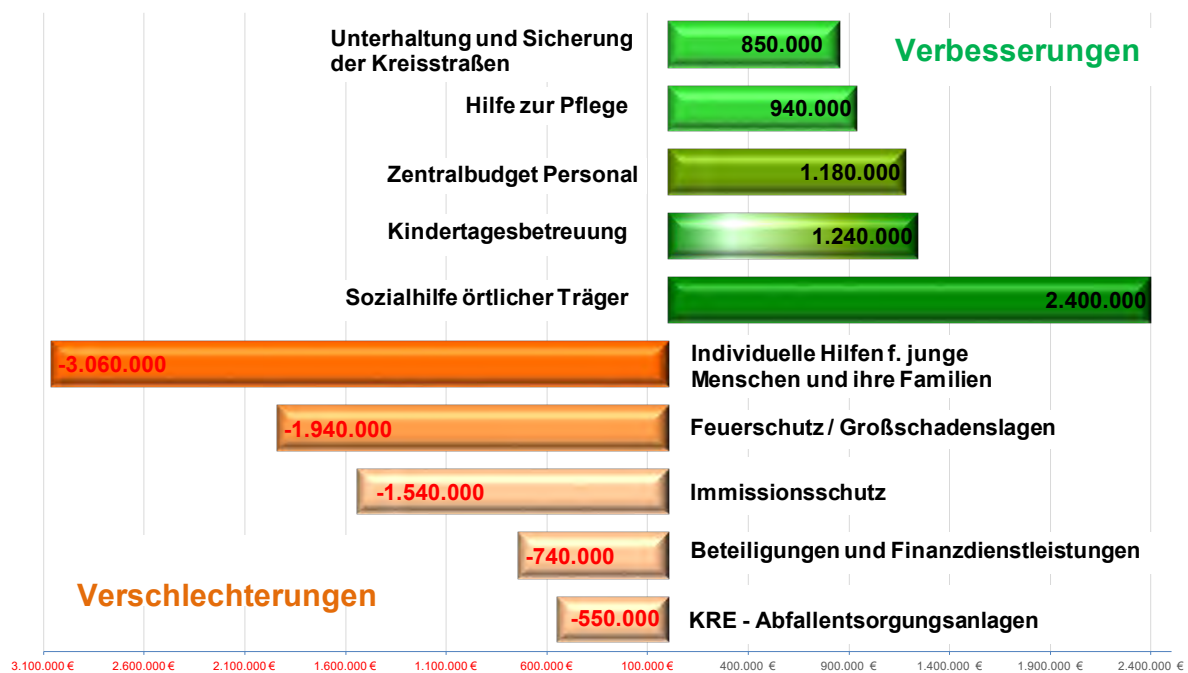 Unterhaltung und Sicherung
der Kreisstraßen
850.000
Verbesserungen
Hilfe zur Pflege
940.000
Zentralbudget Personal
1.180.000
Kindertagesbetreuung
1.240.000
Sozialhilfe örtlicher Träger
2.400.000
-3.060.000
Individuelle Hilfen f. junge
Menschen und ihre Familien
-1.940.000
Feuerschutz / Großschadenslagen
-1.540.000
Immissionsschutz
-740.000
Beteiligungen und Finanzdienstleistungen
Verschlechterungen
-550.000
KRE - Abfallentsorgungsanlagen
3.100.000 € 2.600.000 € 2.100.000 € 1.600.000 € 1.100.000 € 600.000 € 100.000 € 400.000 € 900.000 € 1.400.000 € 1.900.000 € 2.400.000 €